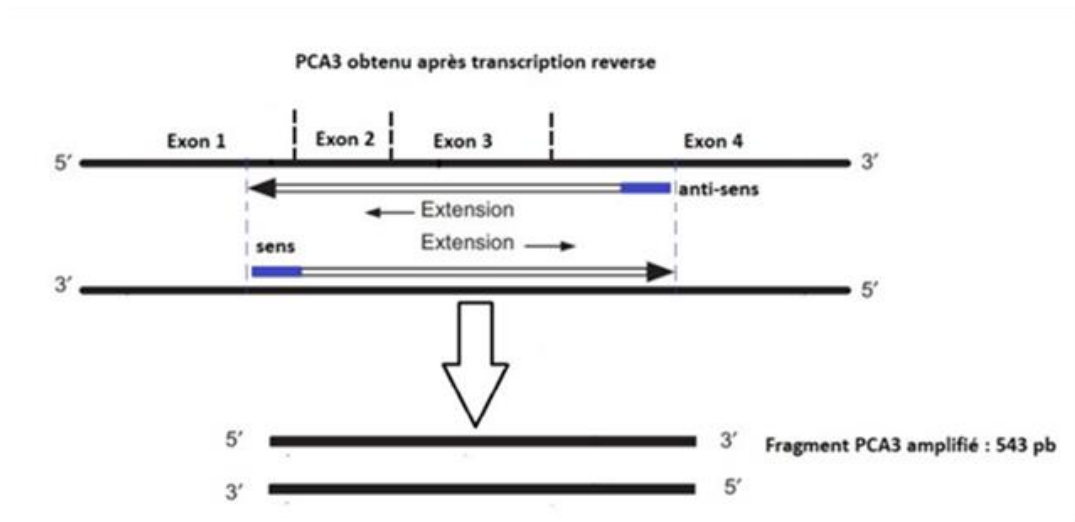 PCA3 obtenu après transcription reverse
Exon 1 Exon 2 Exon 3 Exon 4
5′ 3′
anti-sens
Extension
Extension
sens
3′ 5′
5′ 3′
Fragment PCA3 amplifié : 543 pb
3′ 5′